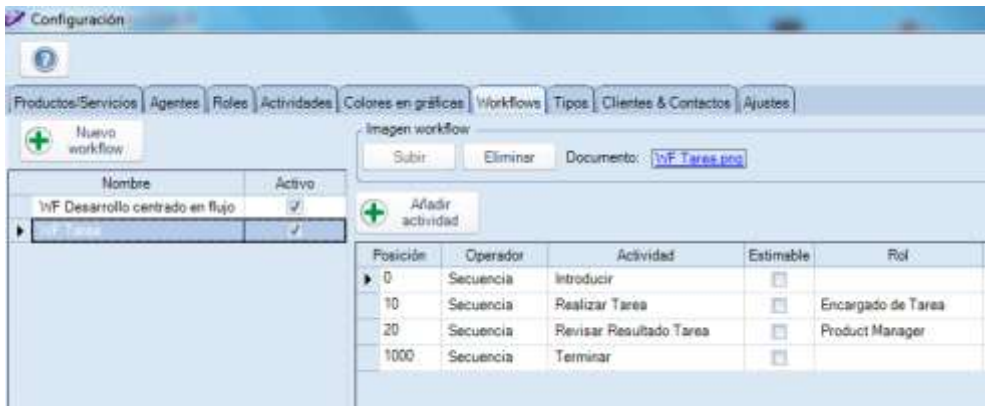 Configuración
Productos/Servicios Agentes Roles Actividades Colores en gráficas Workflows Tipos Clientes & Contactos Ajustes
Nuevo workflow
Imagen workflow
Subir Eliminar Documento: WF Tarea.png
Nombre Activo
WF Desarrollo centrado en flujo
WF Tarea
Añadir actividad
Posición Operador Actividad Estimable Rol
0 Secuencia Introducir
10 Secuencia Realizar Tarea Encargado de Tarea
20 Secuencia Revisar Resultado Tarea Product Manager
1000 Secuencia Terminar